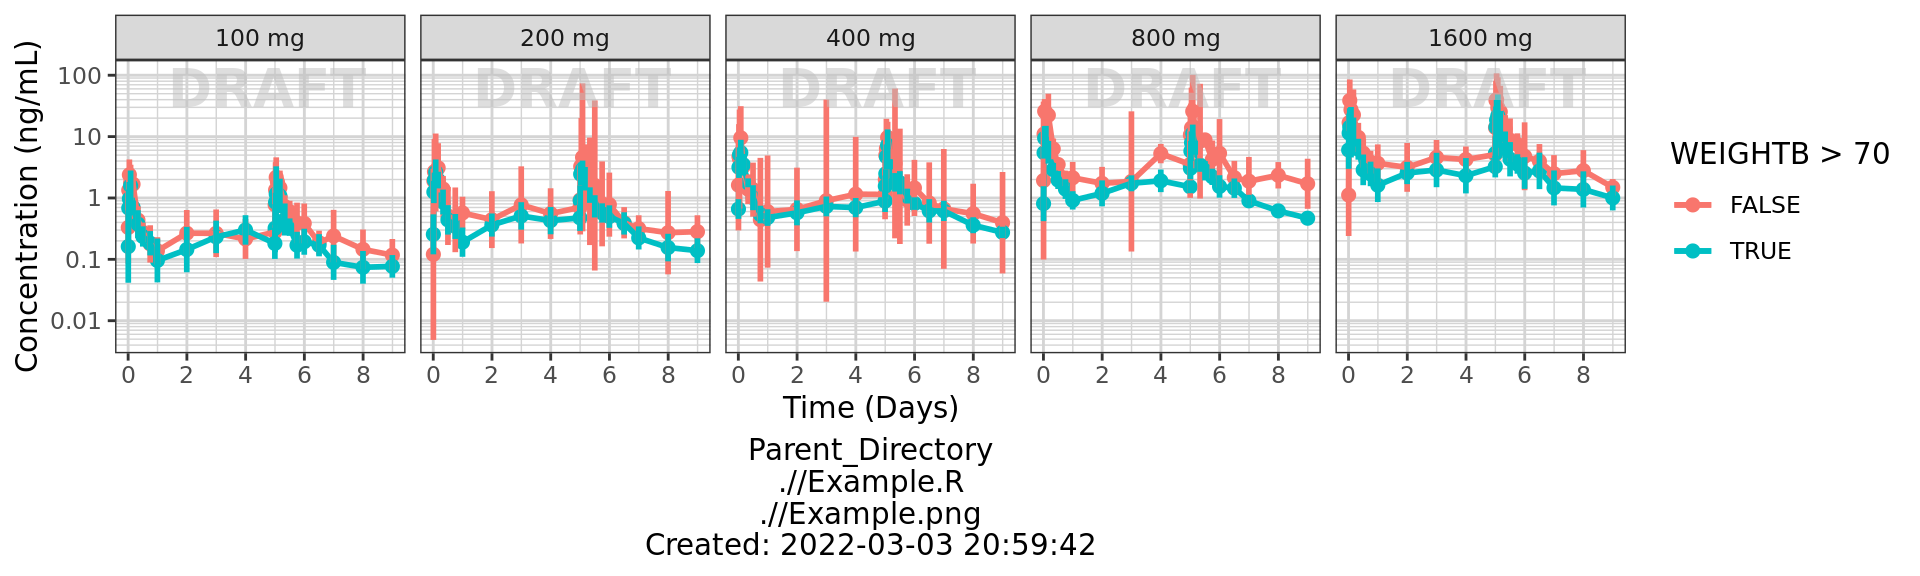 100 mg 200 mg 400 mg 800 mg 1600 mg
DRAFT DRAFT DRAFT DRAFT DRAFT
Concentration (ng/mL)
100
10
1
0.1
0.01
0 2 4 6 8 0 2 4 6 8 0 2 4 6 8 0 2 4 6 8 0 2 4 6 8
Time (Days)
WEIGHTB > 70
FALSE
TRUE
Parent_Directory
.//Example.R
.//Example.png
Created: 2022-03-03 20:59:42